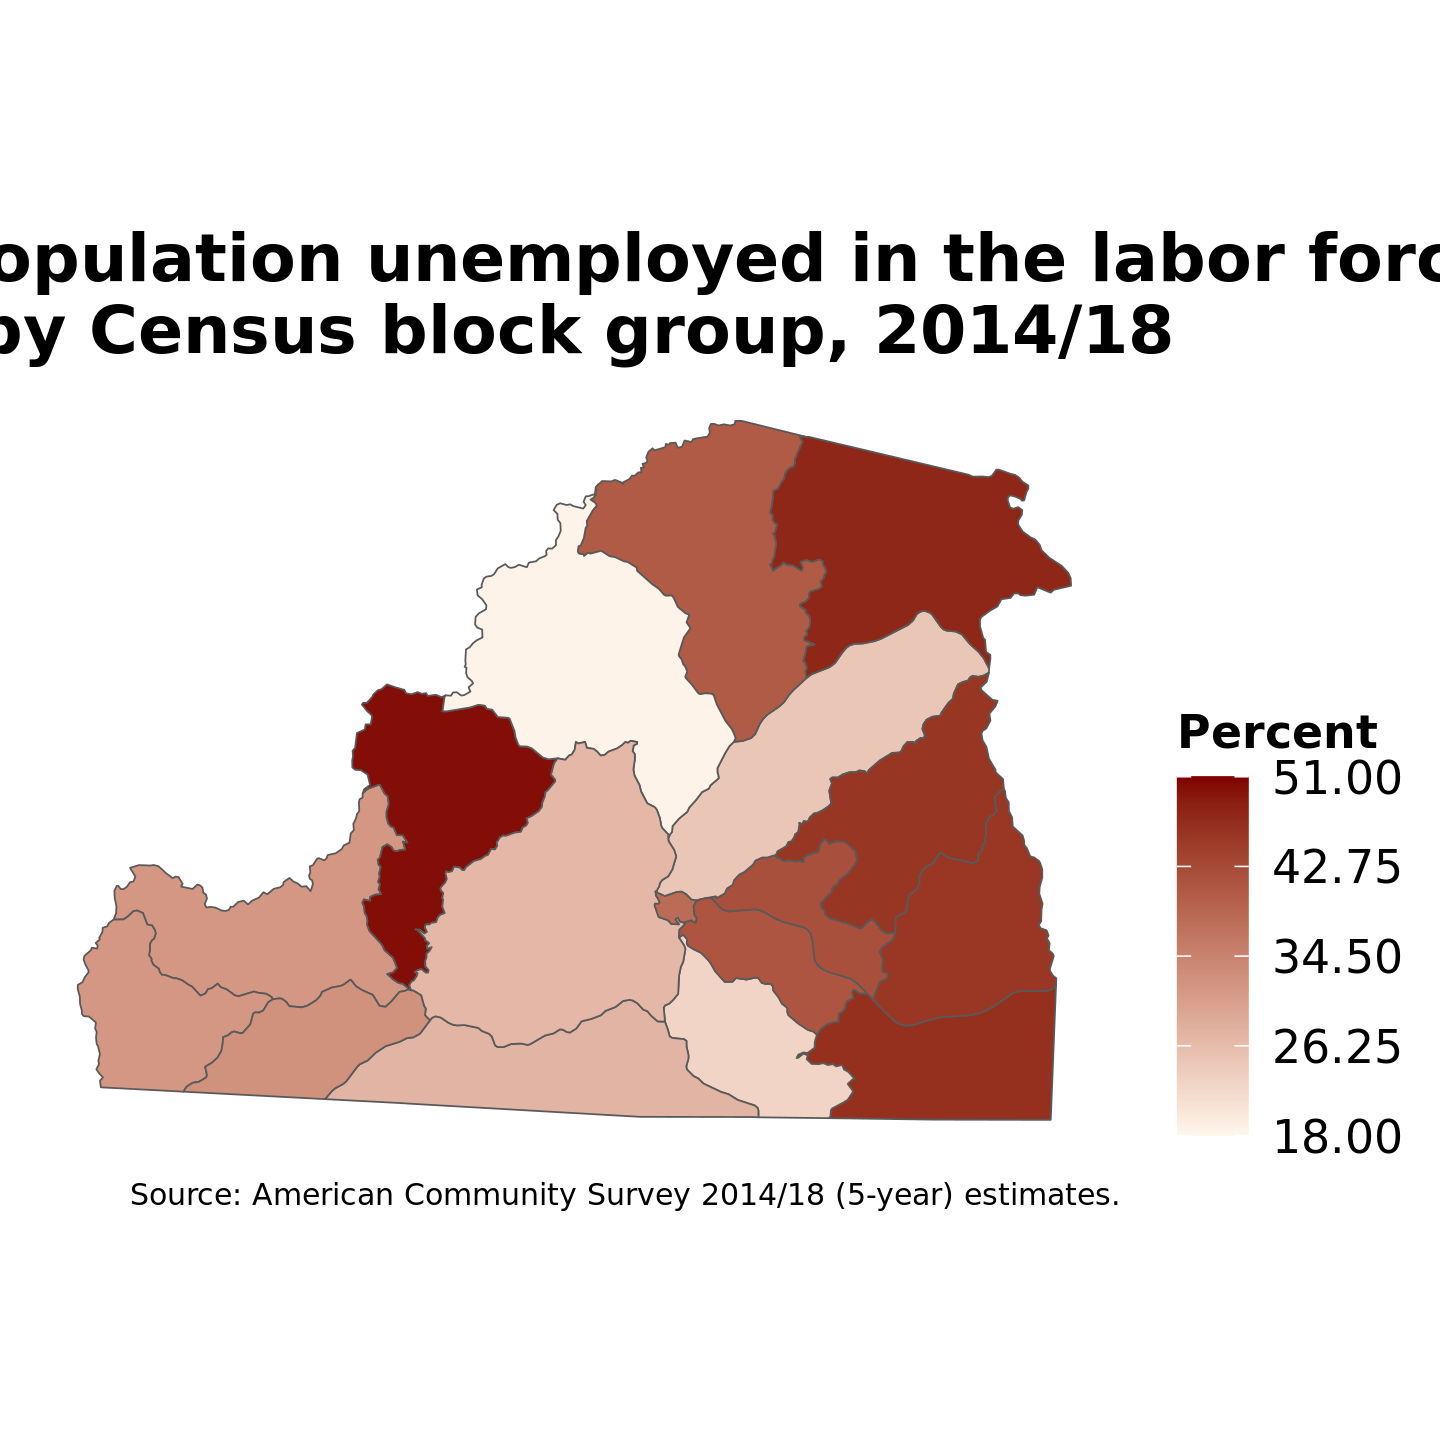 opulation unemployed in the labor forc
by Census block group, 2014/18
Percent
51.00
42.75
34.50
26.25
18.00
Source: American Community Survey 2014/18 (5-year) estimates.